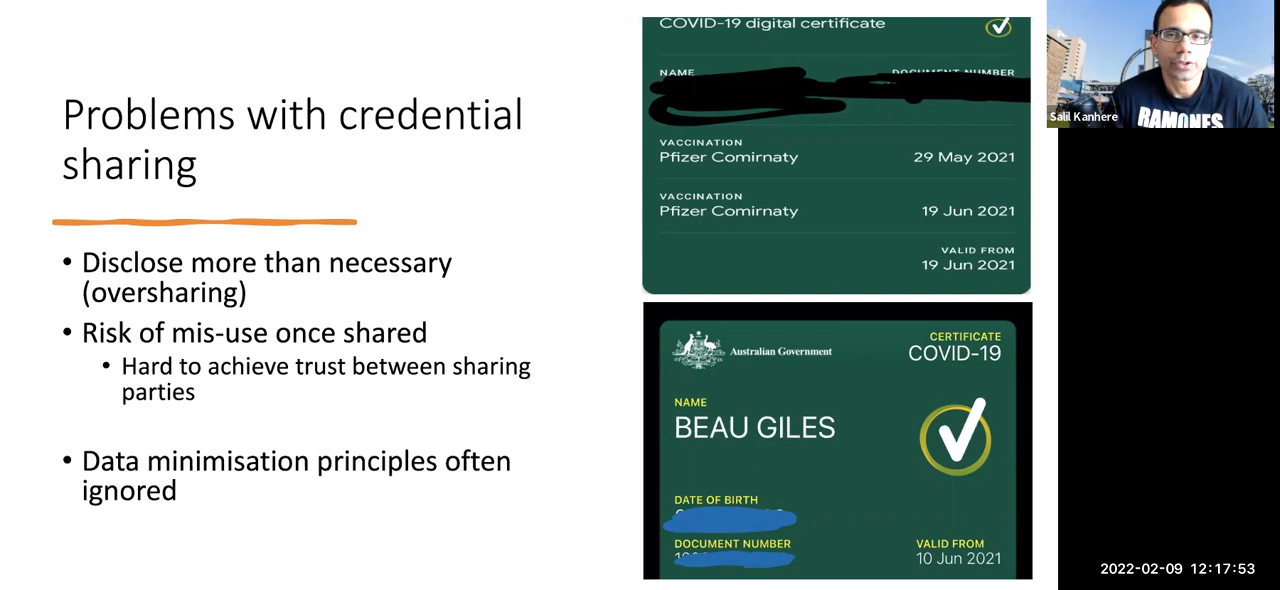 Problems with credential
sharing
• Disclose more than necessary
(oversharing)
• Risk of mis-use once shared
• Hard to achieve trust between sharing
parties
• Data minimisation principles often
ignored
COVID-19 digital certificate
NAME DOCUMENT NUMBER
VACCINATION
Pfizer Comirnaty 29 May 2021
VACCINATION
Pfizer Comirnaty 19 Jun 2021
VALID FROM
19 Jun 2021
Australian Government
CERTIFICATE
COVID-19
NAME
BEAU GILES
DATE OF BIRTH
DOCUMENT NUMBER
VALID FROM
10 Jun 2021
Salil Kanhere
RAMONES
2022-02-09 12:17:53